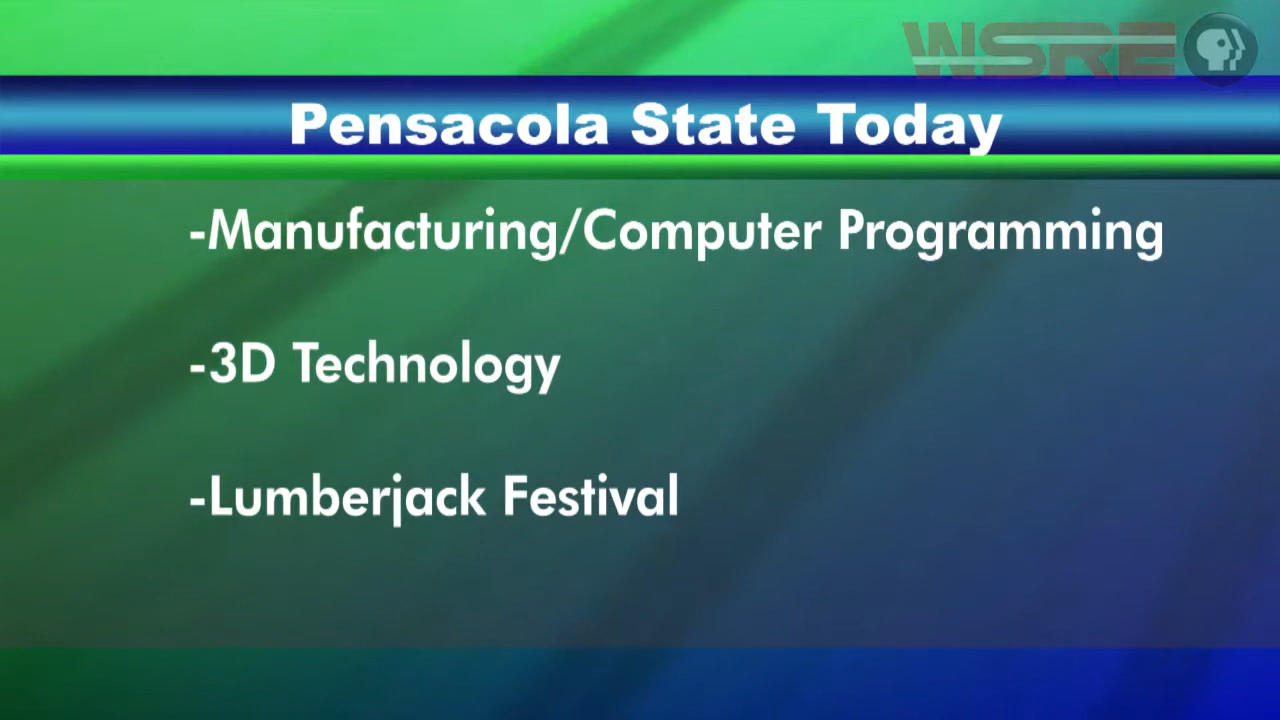 WSRE
Pensacola State Today
-Manufacturing/Computer Programming
-3D Technology
-Lumberjack Festival